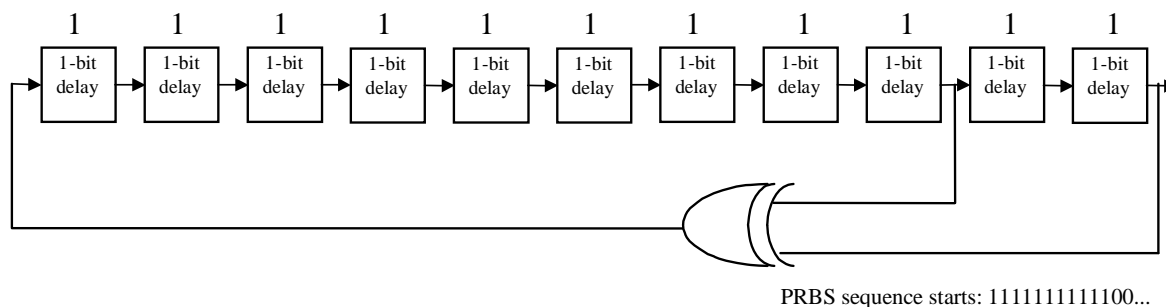 1 1 1 1 1 1 1 1 1 1 1
1-bit 1-bit 1-bit 1-bit 1-bit 1-bit 1-bit 1-bit 1-bit 1-bit 1-bit
delay delay delay delay delay delay delay delay delay delay delay
PRBS sequence starts: 1111111111100...